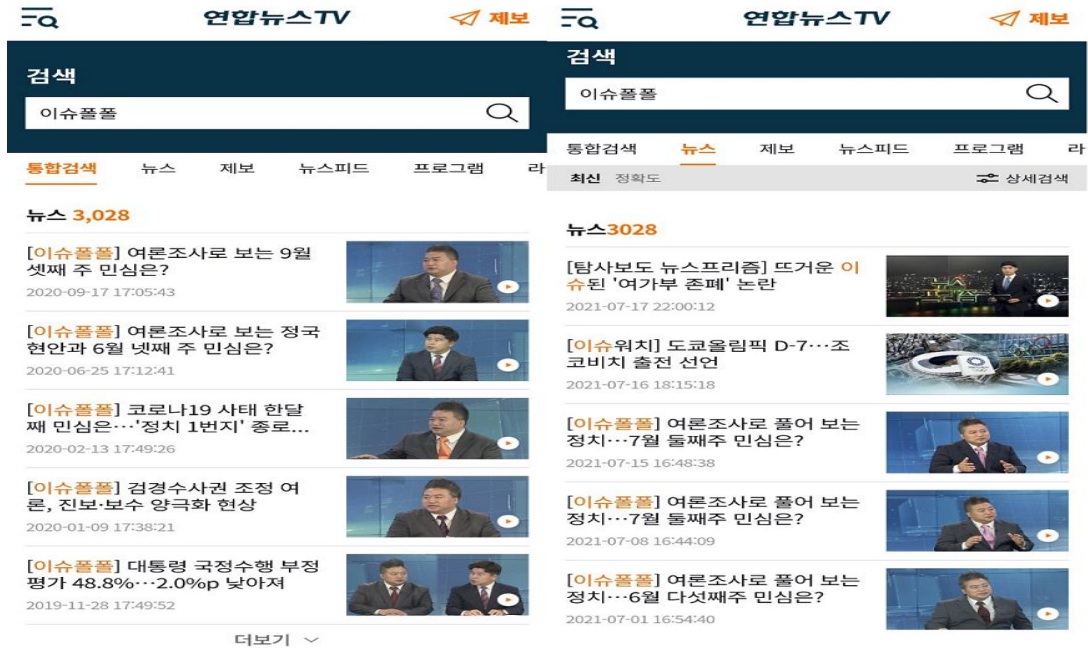 연합뉴스TV
제보
검색
이슈폴폴
통합검색 뉴스 제보 뉴스피드 프로그램 라
뉴스 3,028
[이슈폴폴] 여론조사로 보는 9월
셋째 주 민심은?
2020-09-17 17:05:43
[이슈폴폴] 여론조사로 보는 정국
현안과 6월 넷째 주 민심은?
2020-06-25 17:12:41
[이슈폴폴] 코로나19 사태 한달
째 민심은…'정치 1번지' 종로...
2020-02-13 17:49:26
[이슈폴폴] 검경수사권 조정 여
론, 진보·보수 양극화 현상
2020-01-09 17:38:21
[이슈폴폴] 대통령 국정수행 부정
평가 48.8%…2.0%p 낮아져
2019-11-28 17:49:52
더보기
연합뉴스TV
제보
검색
이슈폴폴
통합검색 뉴스 제보 뉴스피드 프로그램 라
최신 정확도 상세검색
뉴스3028
[탐사보도 뉴스프리즘] 뜨거운 이
슈된 '여가부 존폐' 논란
2021-07-17 22:00:12
[이슈워치] 도쿄올림픽 D-7…조
코비치 출전 선언
2021-07-16 18:15:18
[이슈폴폴] 여론조사로 풀어 보는
정치…7월 둘째주 민심은?
2021-07-15 16:48:38
[이슈폴폴] 여론조사로 풀어 보는
정치…7월 둘째주 민심은?
2021-07-08 16:44:09
[이슈폴폴] 여론조사로 풀어 보는
정치…6월 다섯째주 민심은?
2021-07-01 16:54:40